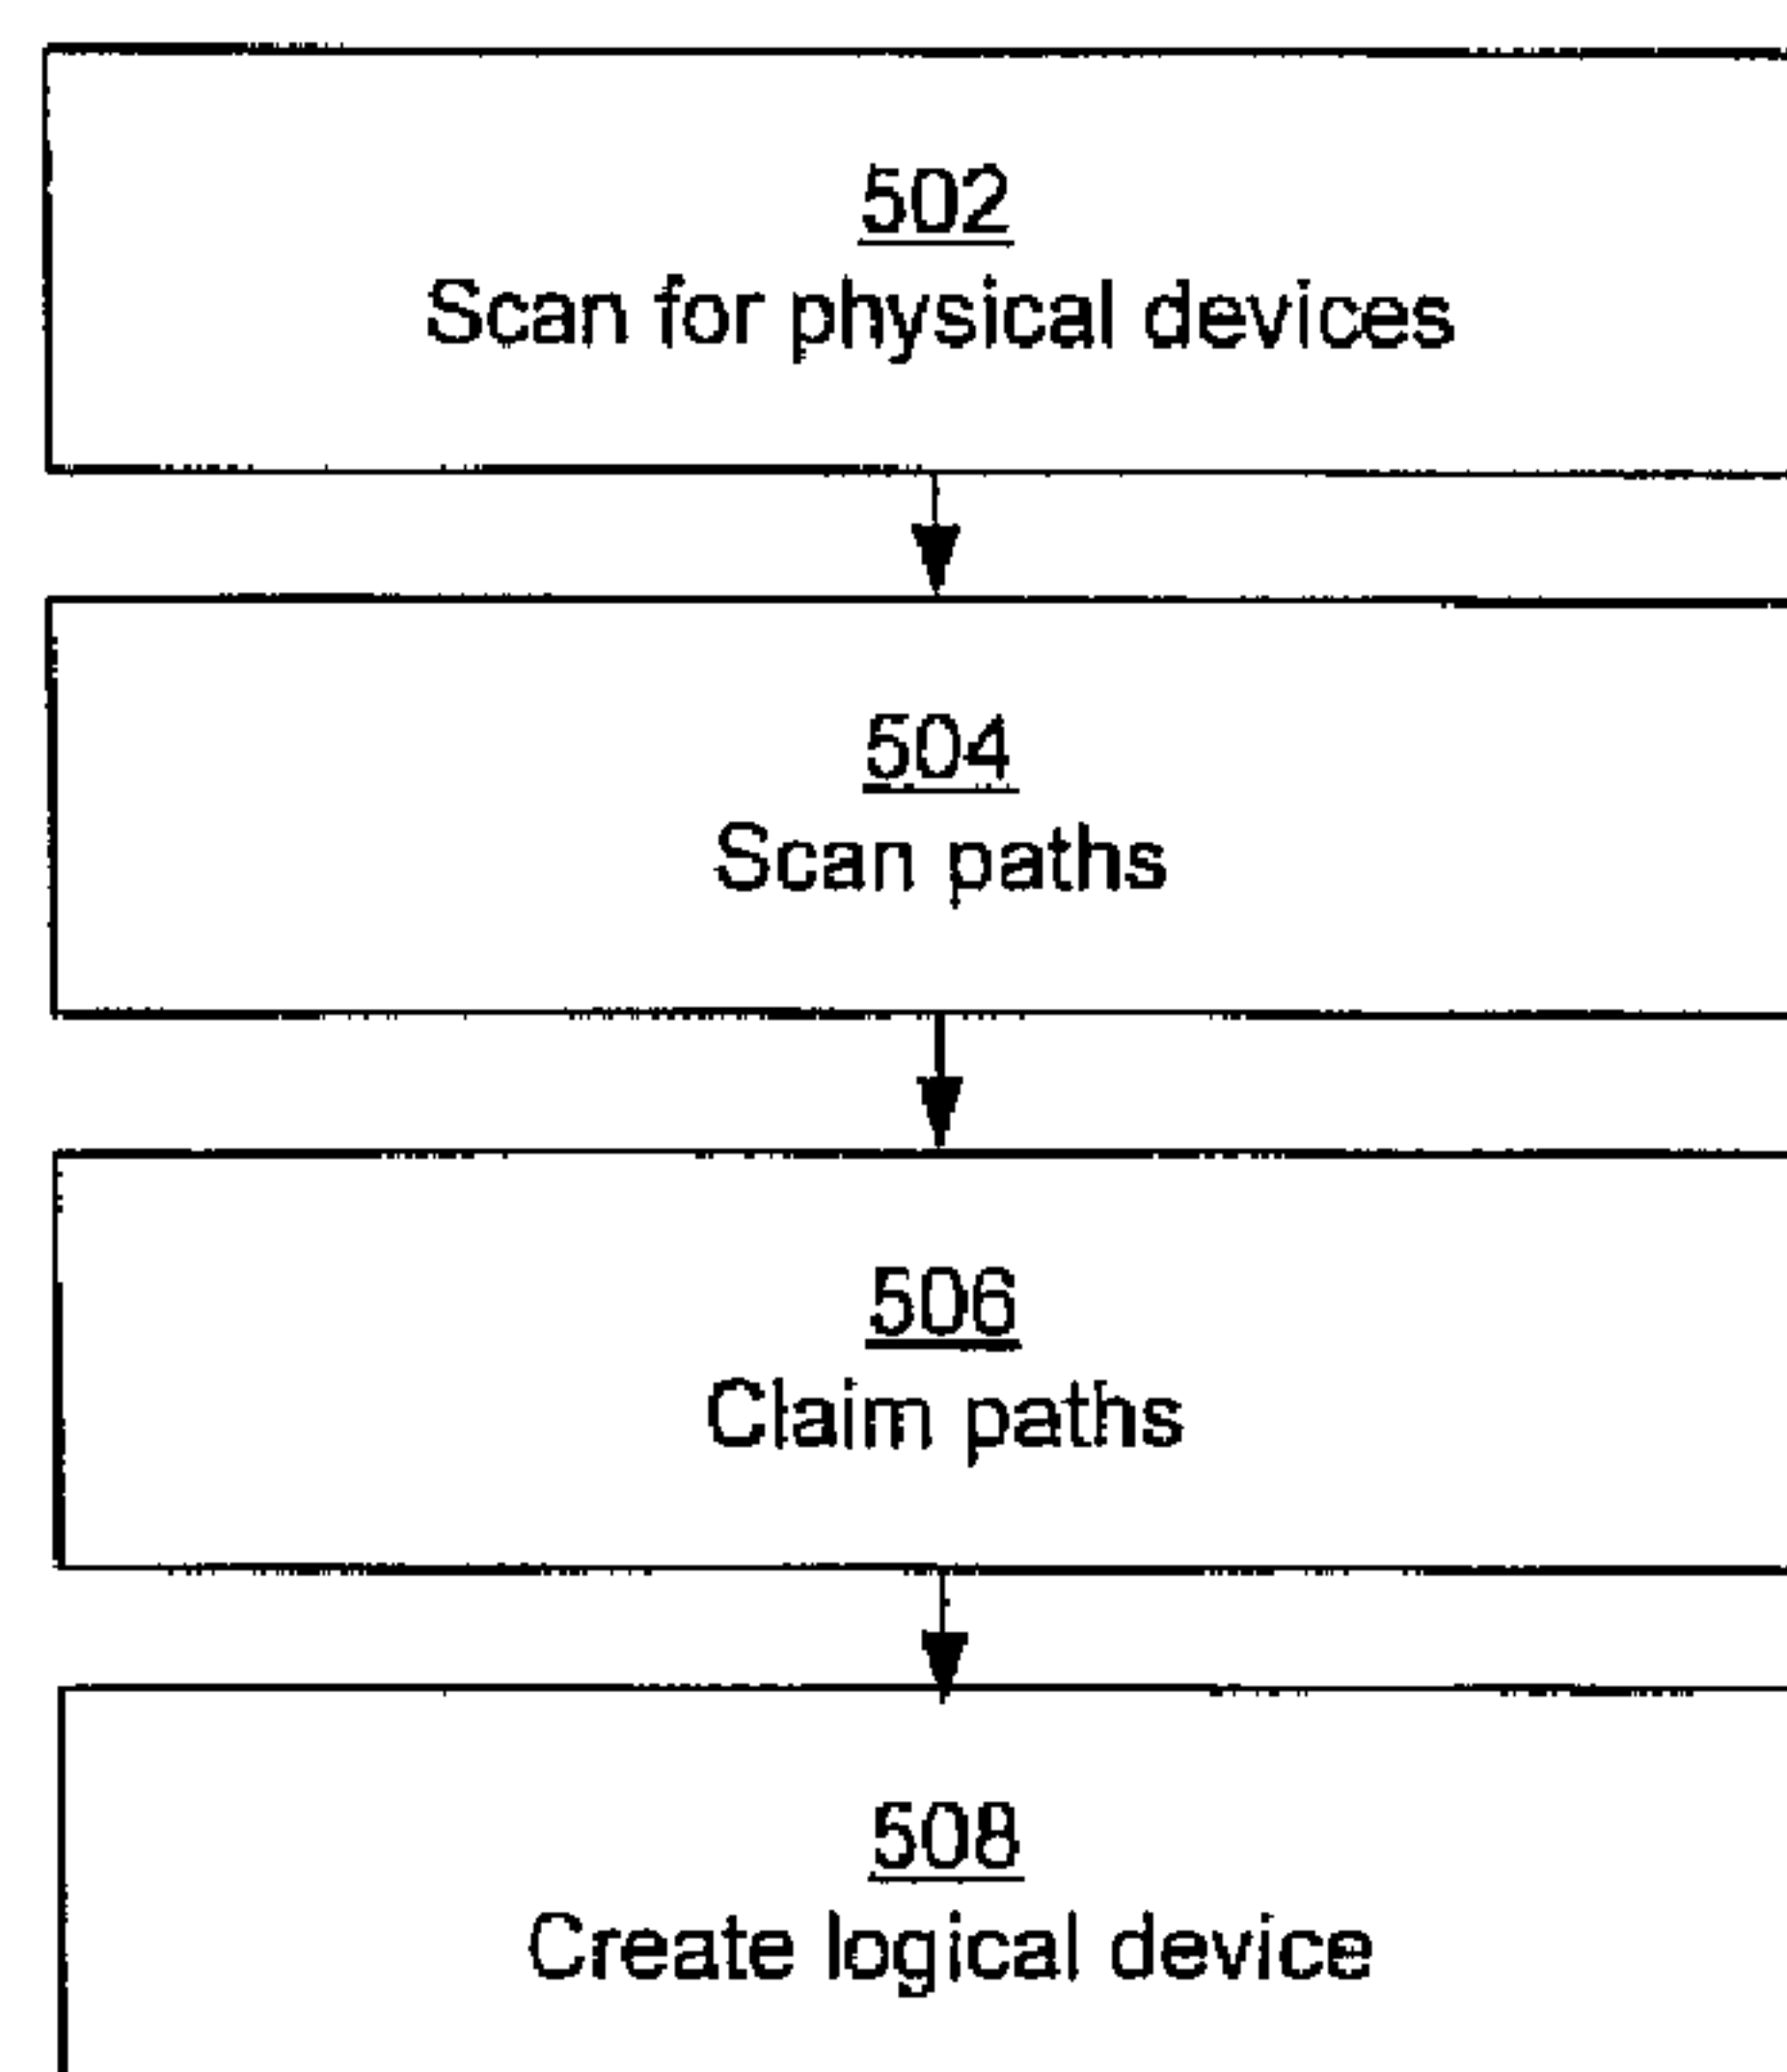 502
Scan for physical devices
504
Scan paths
506
Claim paths
508
Create logical device